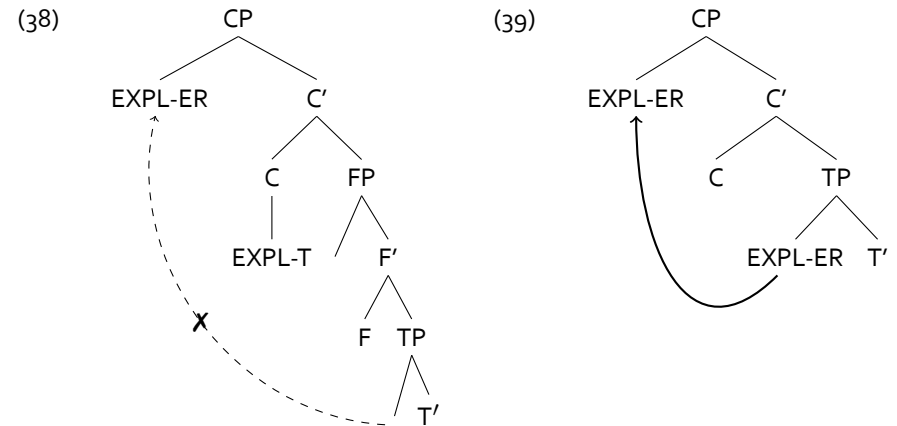 (38) CP (39) CP
EXPL-ER C′ EXPL-ER C′
C FP C TP
EXPL-T F′ EXPL-ER T′
F TP
✗
T′